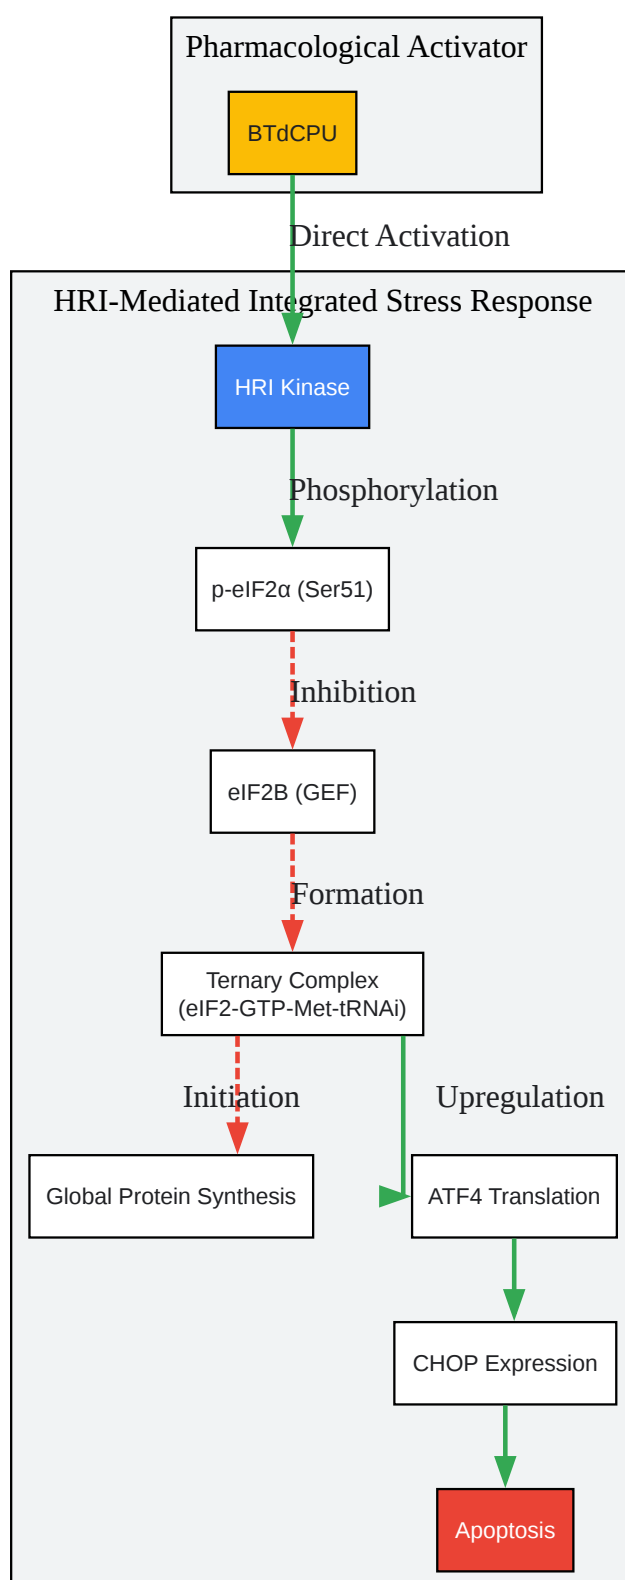 Pharmacological Activator
BTdCPU
Direct Activation
HRI-Mediated Integrated Stress Response
HRI Kinase
Phosphorylation
p-eIF2α (Ser51)
Inhibition
eIF2B (GEF)
Formation
Ternary Complex
(eIF2-GTP-Met-tRNAi)
Initiation
Upregulation
Global Protein Synthesis
ATF4 Translation
CHOP Expression
Apoptosis